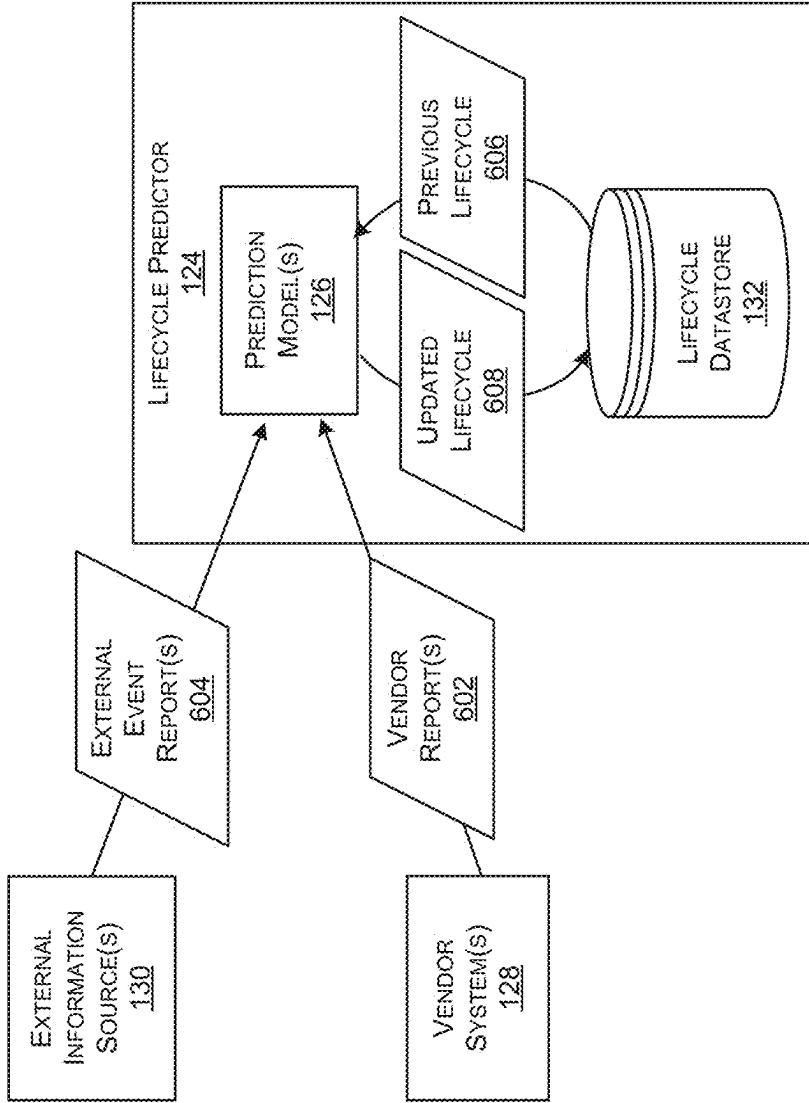 EXTERNAL
INFORMATION
SOURCE(S)
130
EXTERNAL
EVENT
REPORT(S)
604
VENDOR
SYSTEM(S)
128
VENDOR
REPORT(S)
602
LIFECYCLE PREDICTOR
124
PREDICTION
MODEL(S)
126
UPDATED
LIFECYCLE
608
PREVIOUS
LIFECYCLE
606
LIFECYCLE
DATASTORE
132